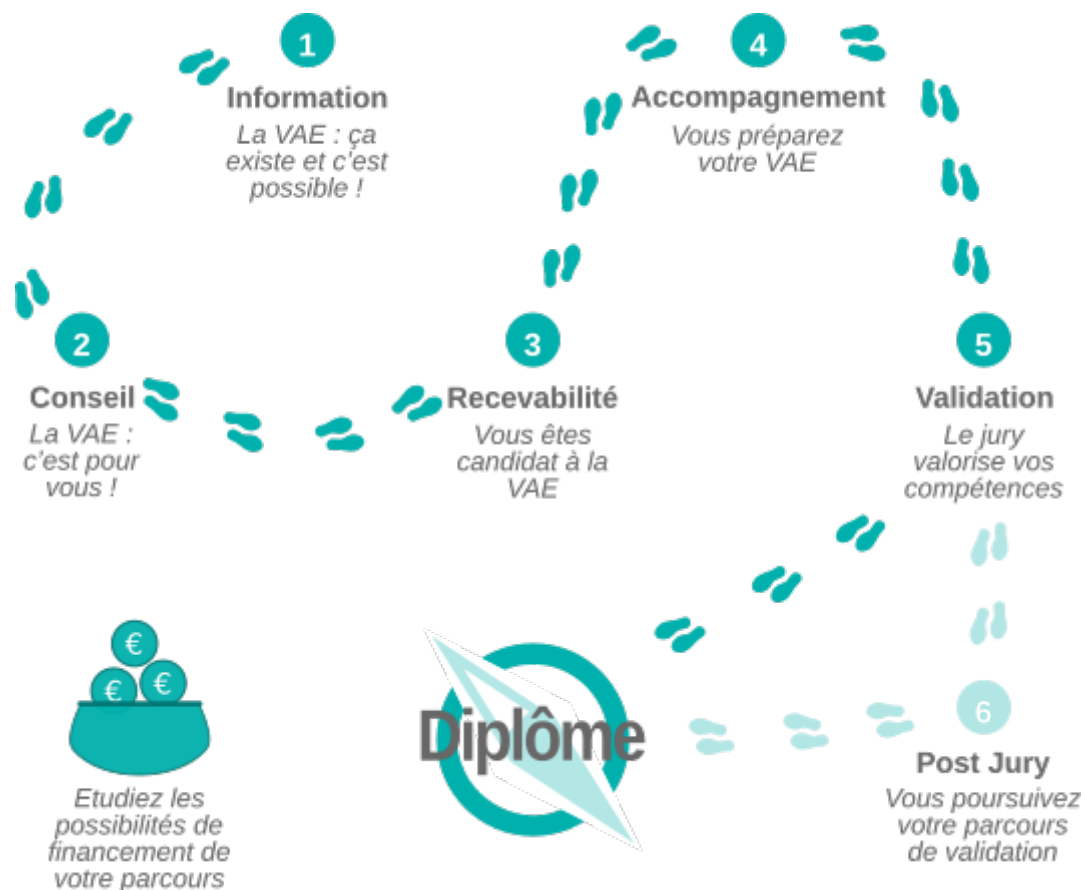 1
Information
La VAE : ça
existe et c'est
possible !
2
Conseil
La VAE :
c'est pour
vous !
3
Recevabilité
Vous êtes
candidat à la
VAE
4
Accompagnement
Vous préparez
votre VAE
5
Validation
Le jury
valorise vos
compétences
6
Post Jury
Vous poursuivez
votre parcours
de validation
Diplôme
€
€ €
Etudiez les
possibilités de
financement de
votre parcours